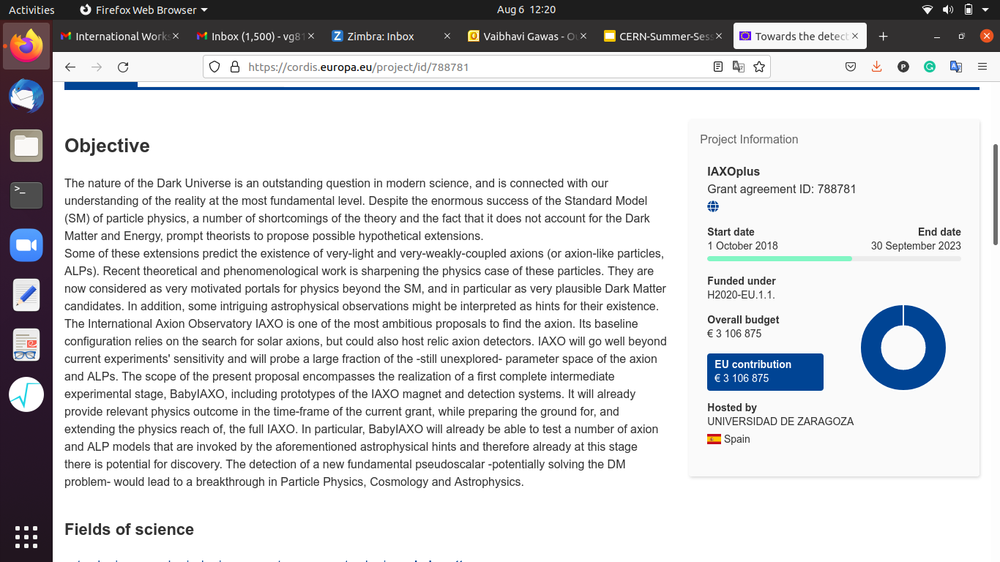 Activities
Firefox Web Browser
Aug 6 12:20
International Works
Inbox (1,500) - vg81
Zimbra: Inbox
Vaibhavi Gawas - Ou
CERN-Summer-Sess
Towards the detect
https://cordis.europa.eu/project/id/788781
Objective
The nature of the Dark Universe is an outstanding question in modern science, and is connected with our
understanding of the reality at the most fundamental level. Despite the enormous success of the Standard Model
(SM) of particle physics, a number of shortcomings of the theory and the fact that it does not account for the Dark
Matter and Energy, prompt theorists to propose possible hypothetical extensions.
Some of these extensions predict the existence of very-light and very-weakly-coupled axions (or axion-like particles,
ALPs). Recent theoretical and phenomenological work is sharpening the physics case of these particles. They are
now considered as very motivated portals for physics beyond the SM, and in particular as very plausible Dark Matter
candidates. In addition, some intriguing astrophysical observations might be interpreted as hints for their existence.
The International Axion Observatory IAXO is one of the most ambitious proposals to find the axion. Its baseline
configuration relies on the search for solar axions, but could also host relic axion detectors. IAXO will go well beyond
current experiments' sensitivity and will probe a large fraction of the -still unexplored- parameter space of the axion
and ALPs. The scope of the present proposal encompasses the realization of a first complete intermediate
experimental stage, BabyIAXO, including prototypes of the IAXO magnet and detection systems. It will already
provide relevant physics outcome in the time-frame of the current grant, while preparing the ground for, and
extending the physics reach of, the full IAXO. In particular, BabyIAXO will already be able to test a number of axion
and ALP models that are invoked by the aforementioned astrophysical hints and therefore already at this stage
there is potential for discovery. The detection of a new fundamental pseudoscalar -potentially solving the DM
problem- would lead to a breakthrough in Particle Physics, Cosmology and Astrophysics.
Fields of science
Project Information
IAXOplus
Grant agreement ID: 788781
Start date
1 October 2018
End date
30 September 2023
Funded under
H2020-EU.1.1.
Overall budget
€ 3 106 875
EU contribution
€ 3 106 875
Hosted by
UNIVERSIDAD DE ZARAGOZA
Spain